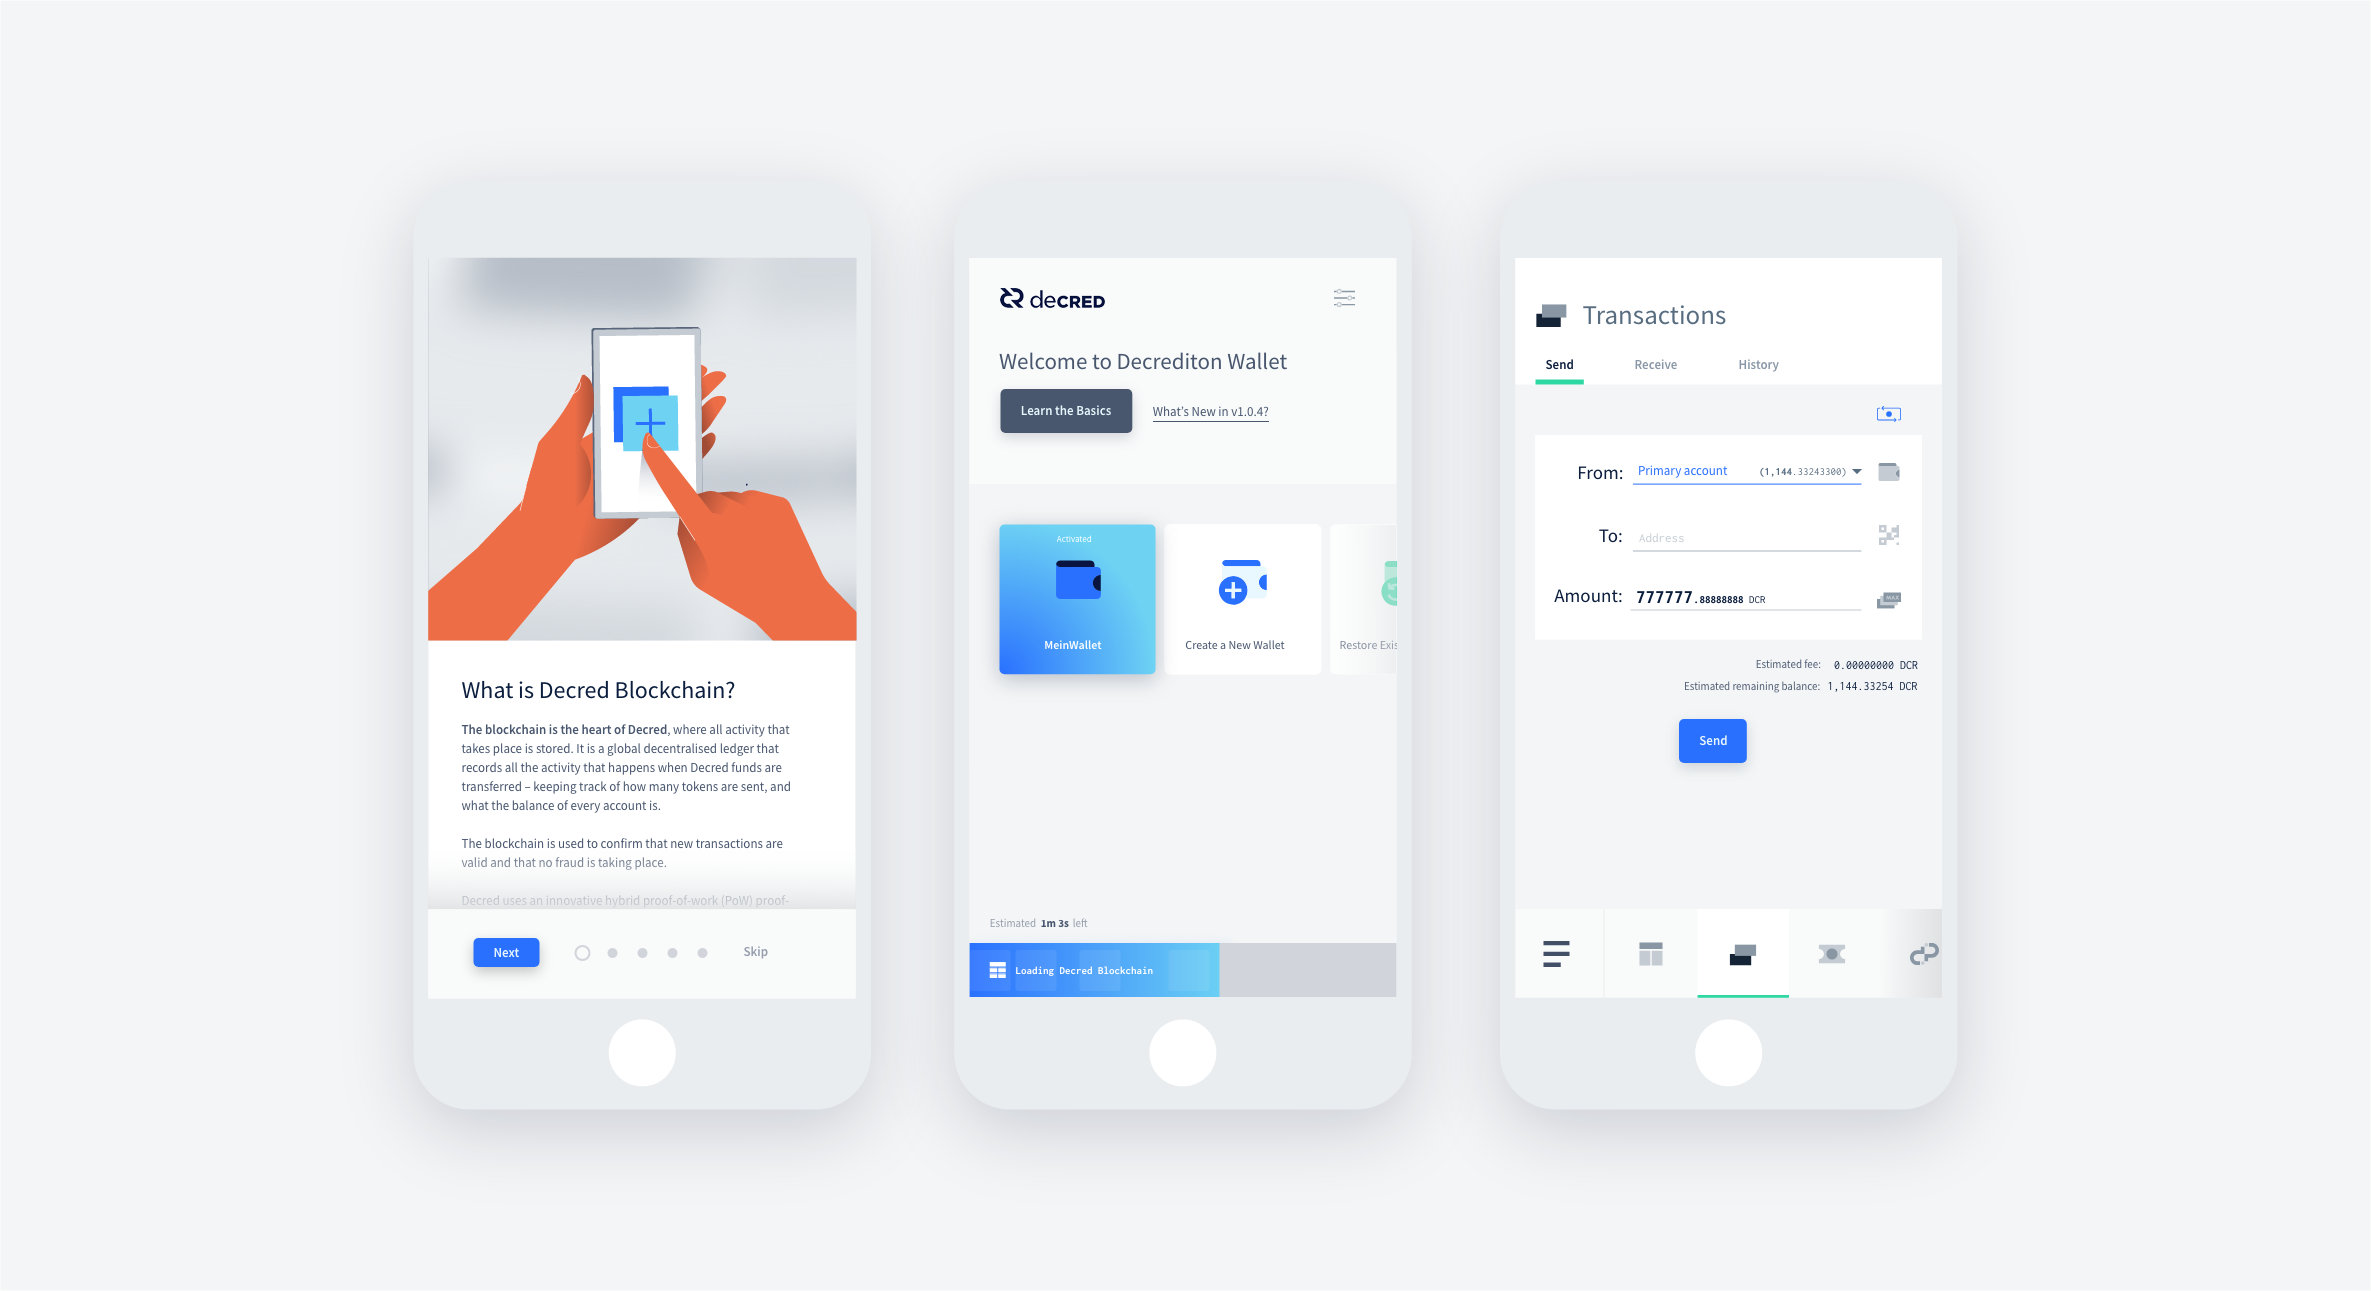 What is Decred Blockchain?
The blockchain is the heart of Decred, where all activity that
takes place is stored. It is a global decentralised ledger that
records all the activity that happens when Decred funds are
transferred – keeping track of how many tokens are sent, and
what the balance of every account is.
The blockchain is used to confirm that new transactions are
valid and that no fraud is taking place.
Decred uses an innovative hybrid proof-of-work (PoW) proof-
Next
Skip
decred
Welcome to Decrediton Wallet
Learn the Basics
What's New in v1.0.4?
Activated
MeinWallet
Create a New Wallet
Restore Exis
Estimated 1m 3s left
Loading Decred Blockchain
Transactions
Send Receive History
From: Primary account (1,144.33243300)
To: Address
Amount: 777777.88888888 DCR
MAX
Estimated fee: 0.00000000 DCR
Estimated remaining balance: 1,144.33254 DCR
Send